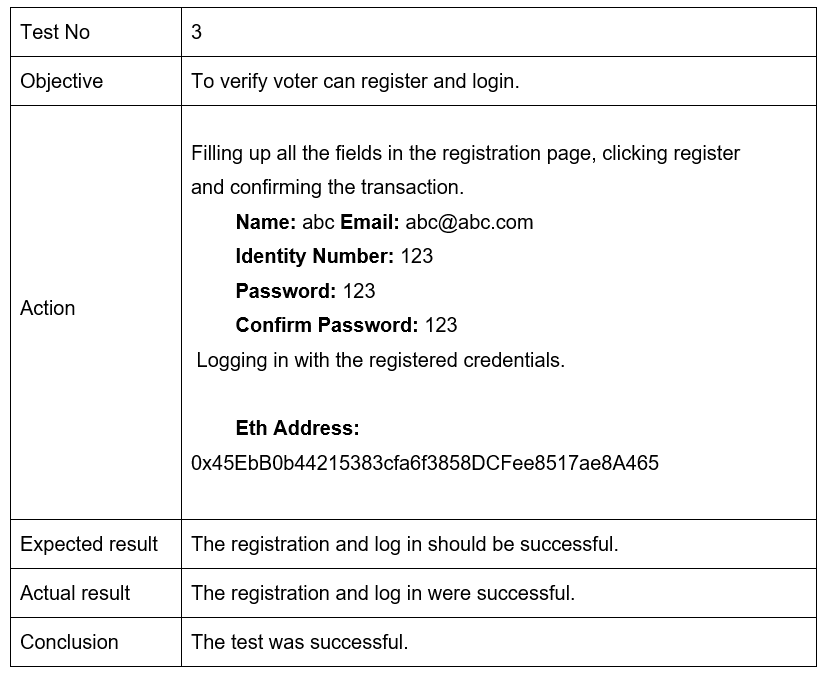 Test No 3
Objective To verify voter can register and login.
Action
Filling up all the fields in the registration page, clicking register
and confirming the transaction.
Name: abc Email: abc@abc.com
Identity Number: 123
Password: 123
Confirm Password: 123
Logging in with the registered credentials.
Eth Address:
0x45EbB0b44215383cfa6f3858DCFee8517ae8A465
Expected result The registration and log in should be successful.
Actual result The registration and log in were successful.
Conclusion The test was successful.